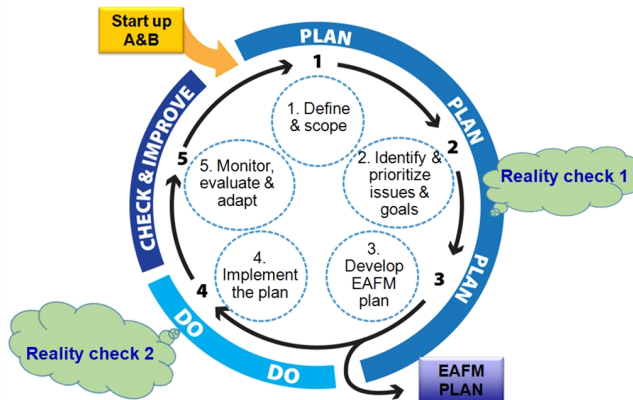 Start up
A&B
PLAN
1
1. Define
& scope
PLAN
2
2. Identify &
prioritize
issues &
goals
Reality check 1
PLAN
3
3.
Develop
EAFM
plan
EAFM
PLAN
DO
DO
4
4.
Implement
the plan
Reality check 2
CHECK & IMPROVE
5
5. Monitor,
evaluate &
adapt